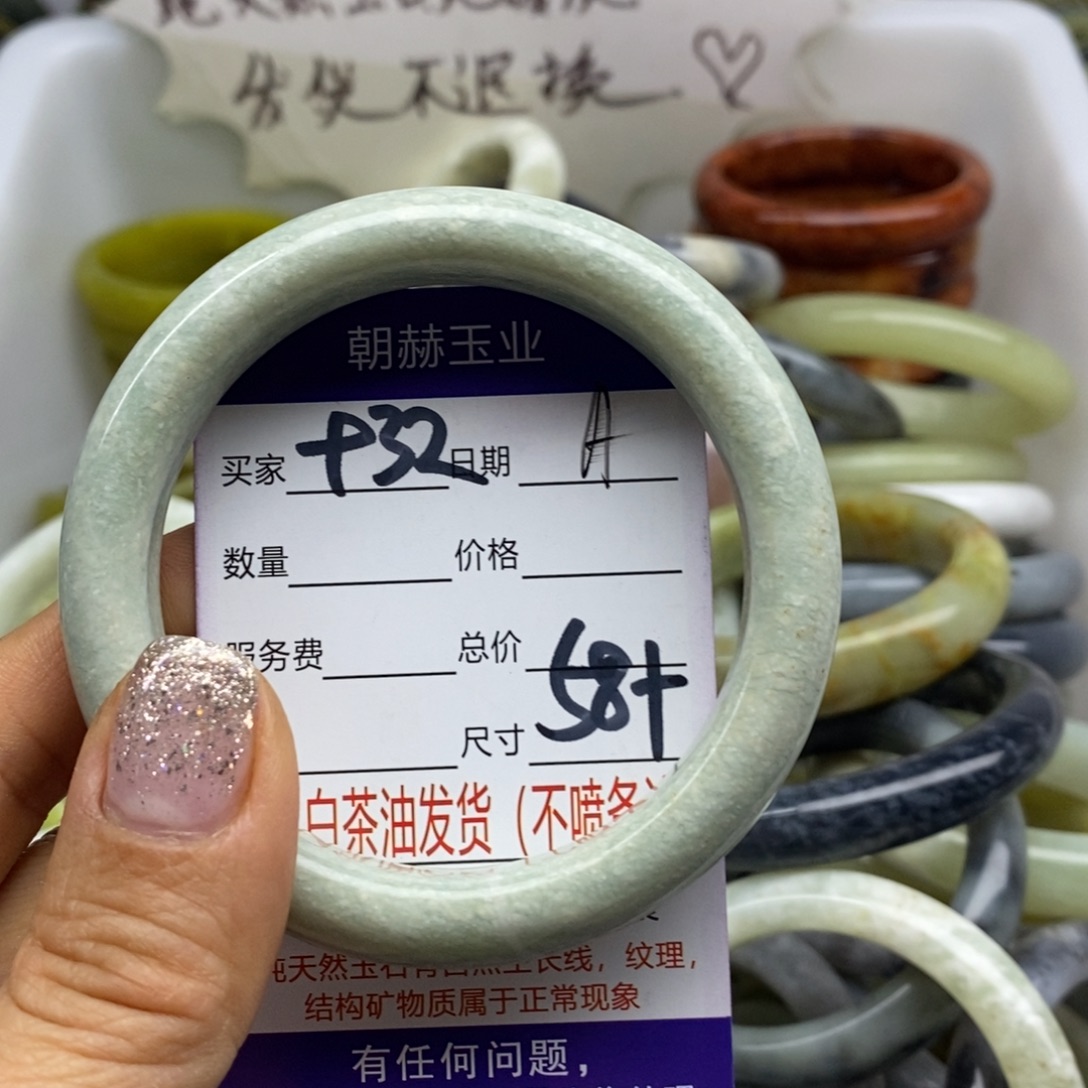 售出不退换
朝赫玉业
买家 +32 日期 A
数量 价格
服务费 总价
尺寸 58+
白茶油发货（不喷
纯天然玉石有自然生长线，纹理，
结构矿物质属于正常现象
有任何问题，